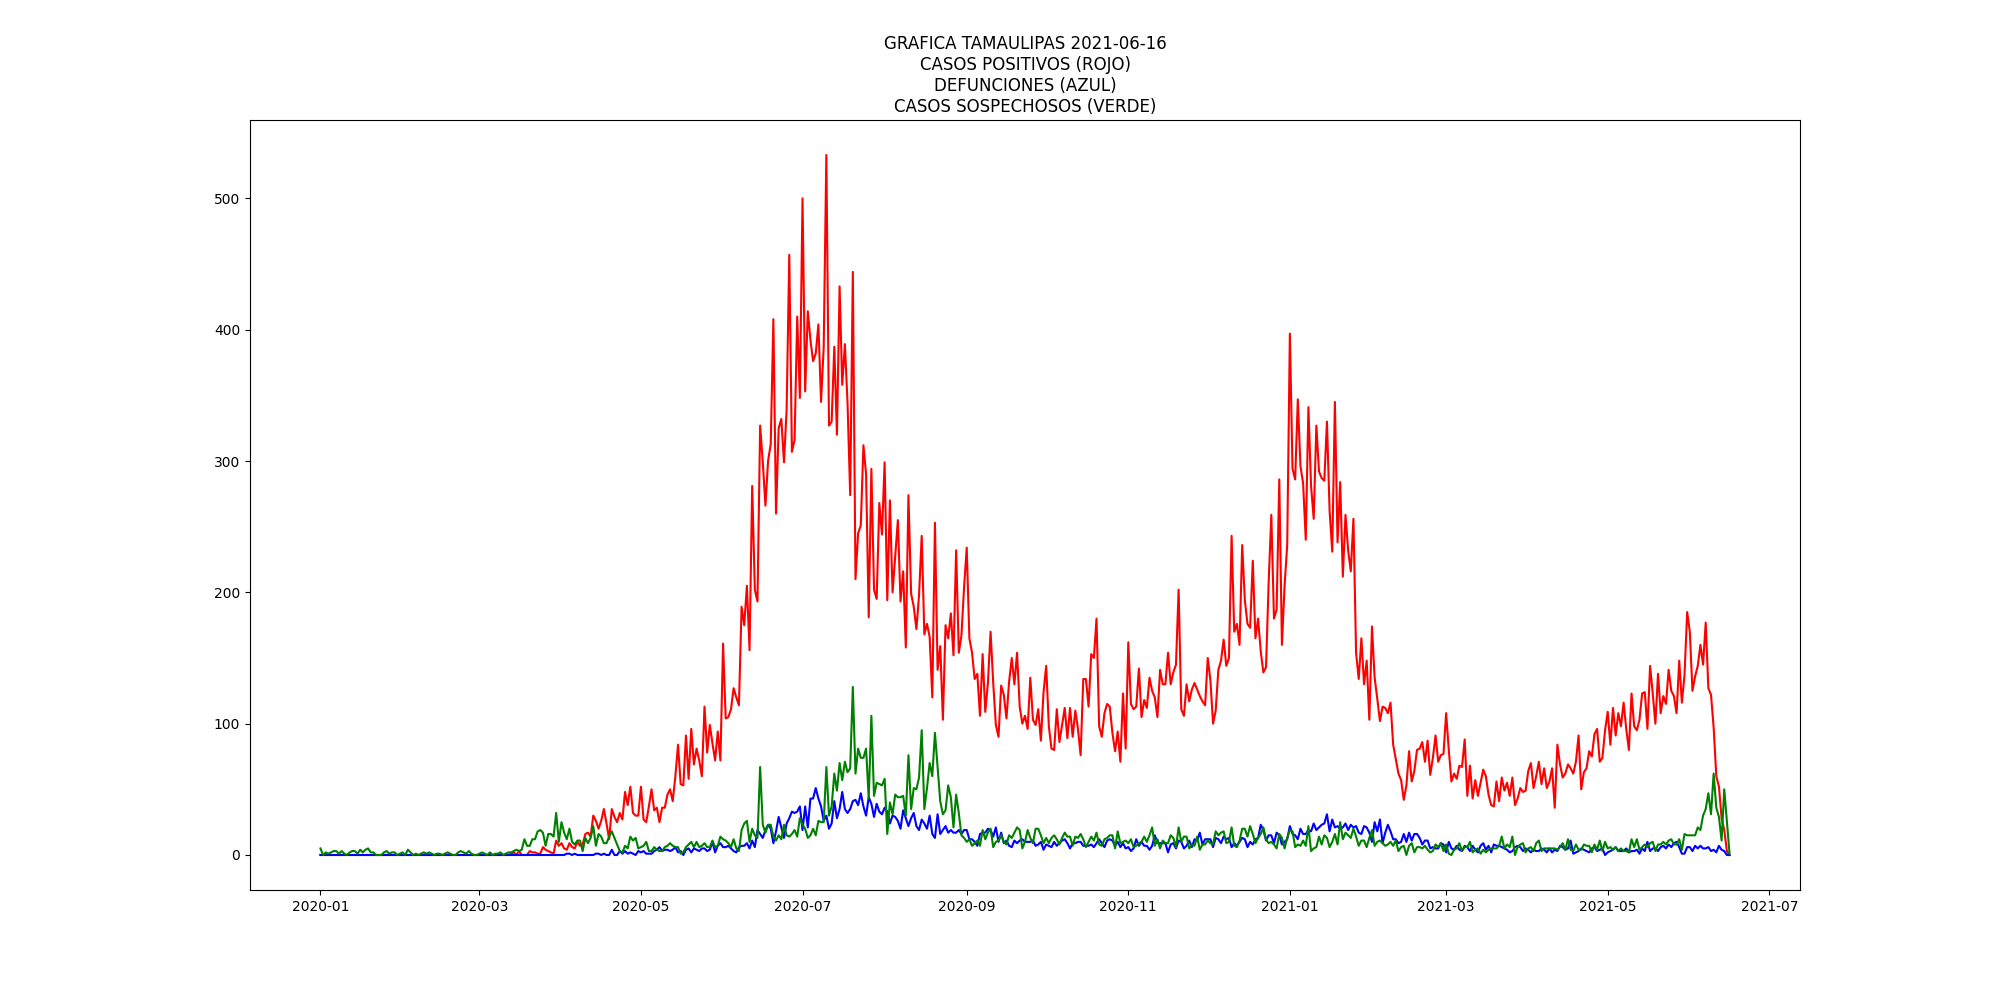 GRAFICA TAMAULIPAS 2021-06-16
CASOS POSITIVOS (ROJO)
DEFUNCIONES (AZUL)
CASOS SOSPECHOSOS (VERDE)
500
400
300
200
100
0
2020-01 2020-03 2020-05 2020-07 2020-09 2020-11 2021-01 2021-03 2021-05 2021-07